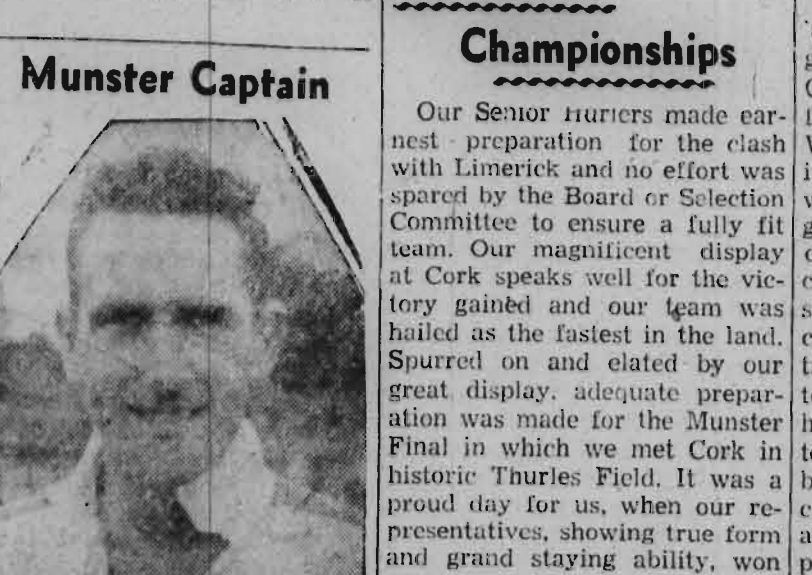 Munster Captain
Championships
Our Senior Hurlers made ear-
nest preparation for the clash
with Limerick and no effort was
spared by the Board or Selection
Committee to ensure a fully fit
team. Our magnificent display
at Cork speaks well for the vic-
tory gained and our team was
hailed as the fastest in the land.
Spurred on and elated by our
great display, adequate prepar-
ation was made for the Munster
Final in which we met Cork in
historic Thurles Field. It was a
proud day for us, when our re-
presentatives, showing true form
and grand staying ability, won